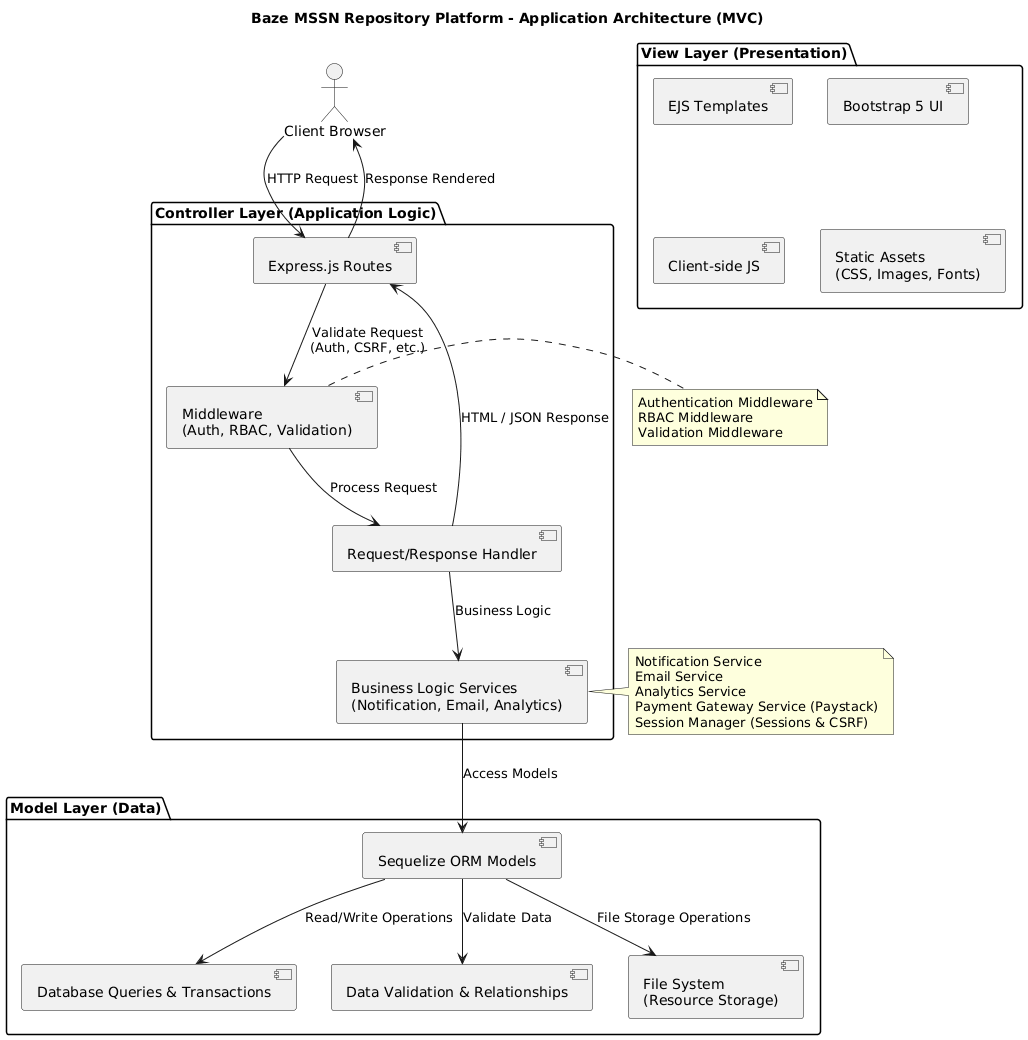 Baze MSSN Repository Platform - Application Architecture (MVC)
View Layer (Presentation)
EJS Templates
Bootstrap 5 UI
Client-side JS
Static Assets
(CSS, Images, Fonts)
Client Browser
HTTP Request
Response Rendered
Controller Layer (Application Logic)
Express.js Routes
Validate Request
(Auth, CSRF, etc.)
Middleware
(Auth, RBAC, Validation)
Authentication Middleware
RBAC Middleware
Validation Middleware
HTML / JSON Response
Process Request
Request/Response Handler
Business Logic
Business Logic Services
(Notification, Email, Analytics)
Notification Service
Email Service
Analytics Service
Payment Gateway Service (Paystack)
Session Manager (Sessions & CSRF)
Access Models
Model Layer (Data)
Sequelize ORM Models
Read/Write Operations
Validate Data
File Storage Operations
Database Queries & Transactions
Data Validation & Relationships
File System
(Resource Storage)